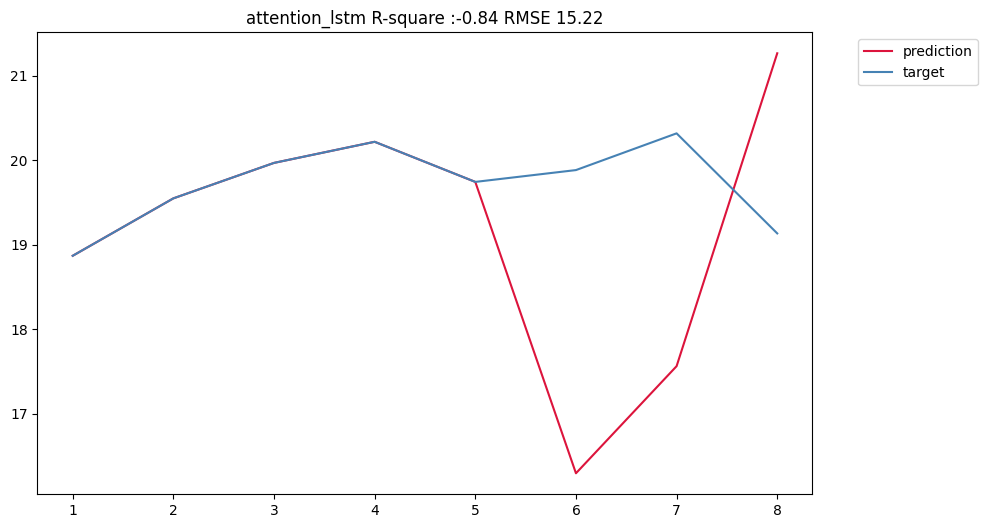 attention_lstm R-square :-0.84 RMSE 15.22
prediction
target
21
20
19
18
17
1 2 3 4 5 6 7 8